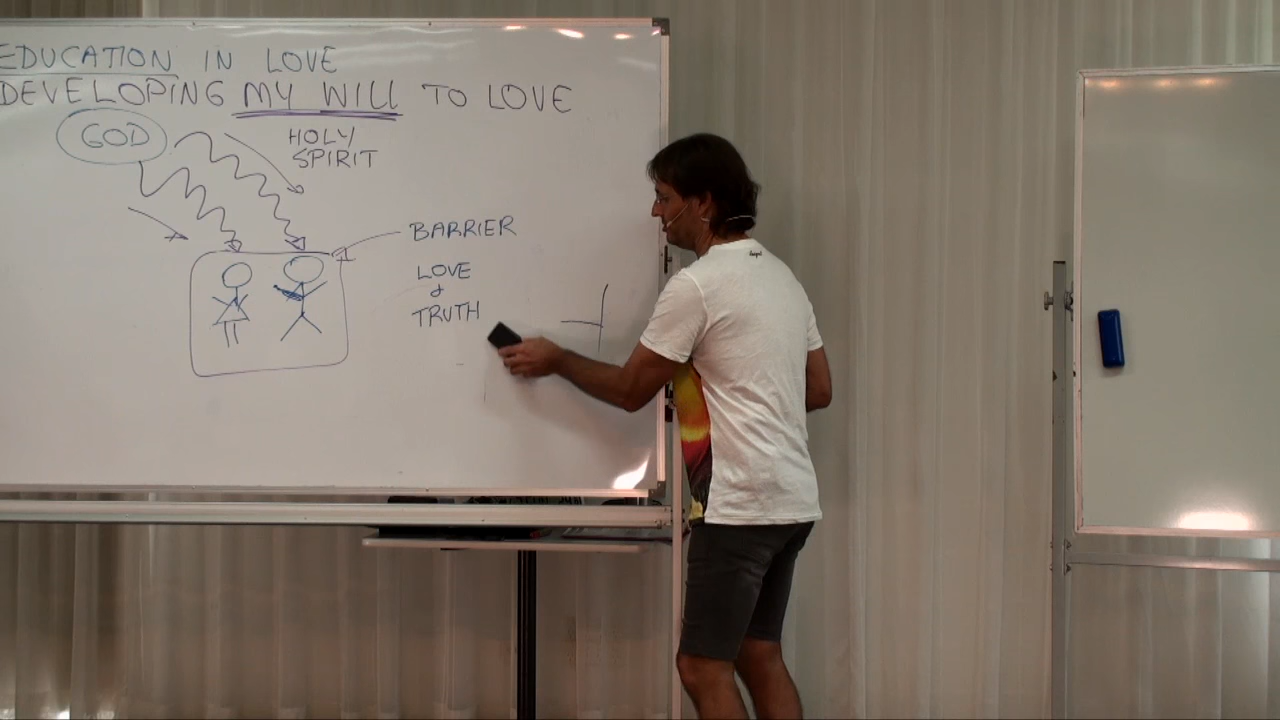 EDUCATION IN LOVE
DEVELOPING MY WILL TO LOVE
GOD
HOLY
SPIRIT
BARRIER
LOVE
&
TRUTH